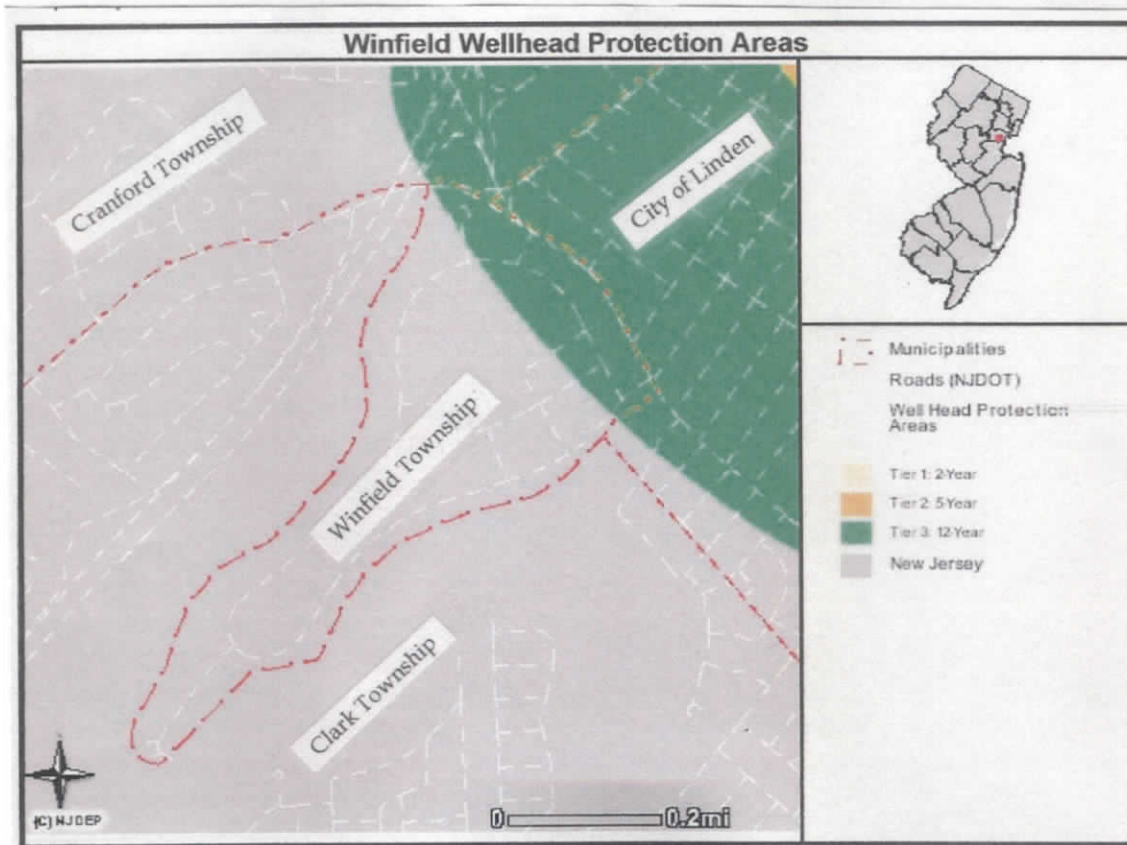 Winfield Wellhead Protection Areas
Cranford Township
City of Linden
Winfield Township
Clark Township
(C) NJDEP
0 0.2mi
Municipalities
Roads (NJDOT)
Well Head Protection
Areas
Tier 1: 2-Year
Tier 2: 5-Year
Tier 3: 12-Year
New Jersey